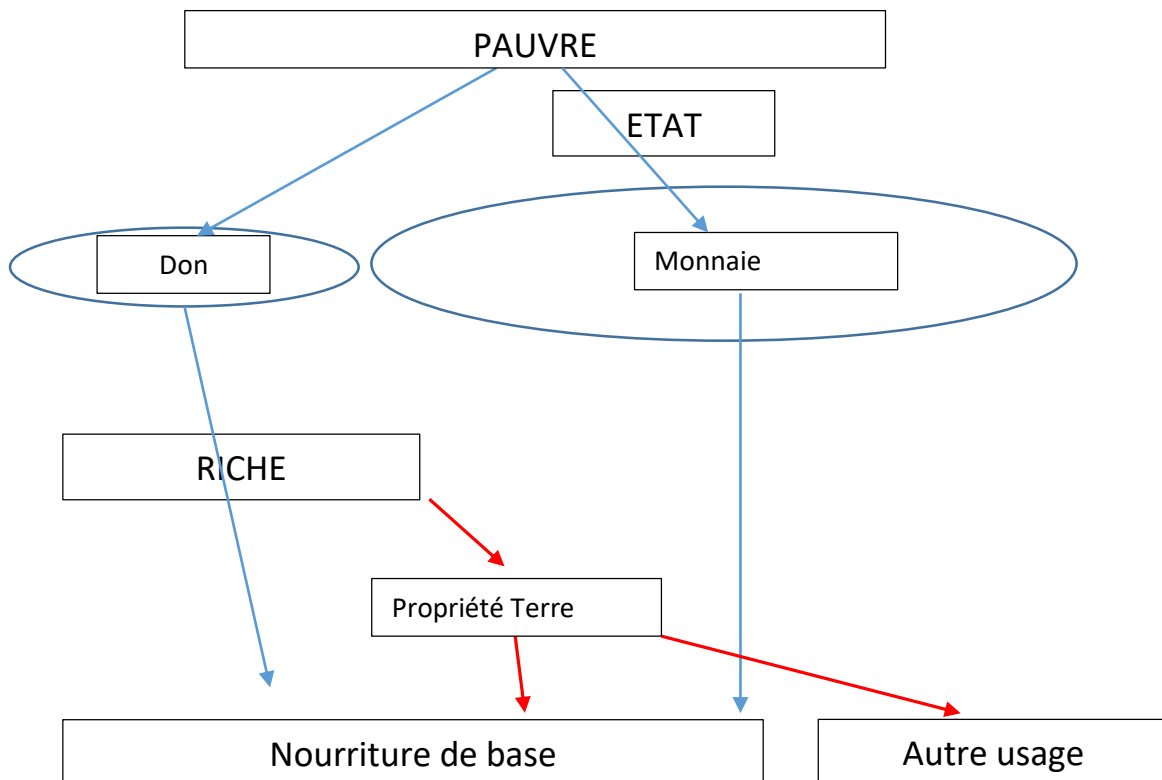 PAUVRE
ETAT
Don
Monnaie
RICHE
Propriété Terre
Nourriture de base
Autre usage